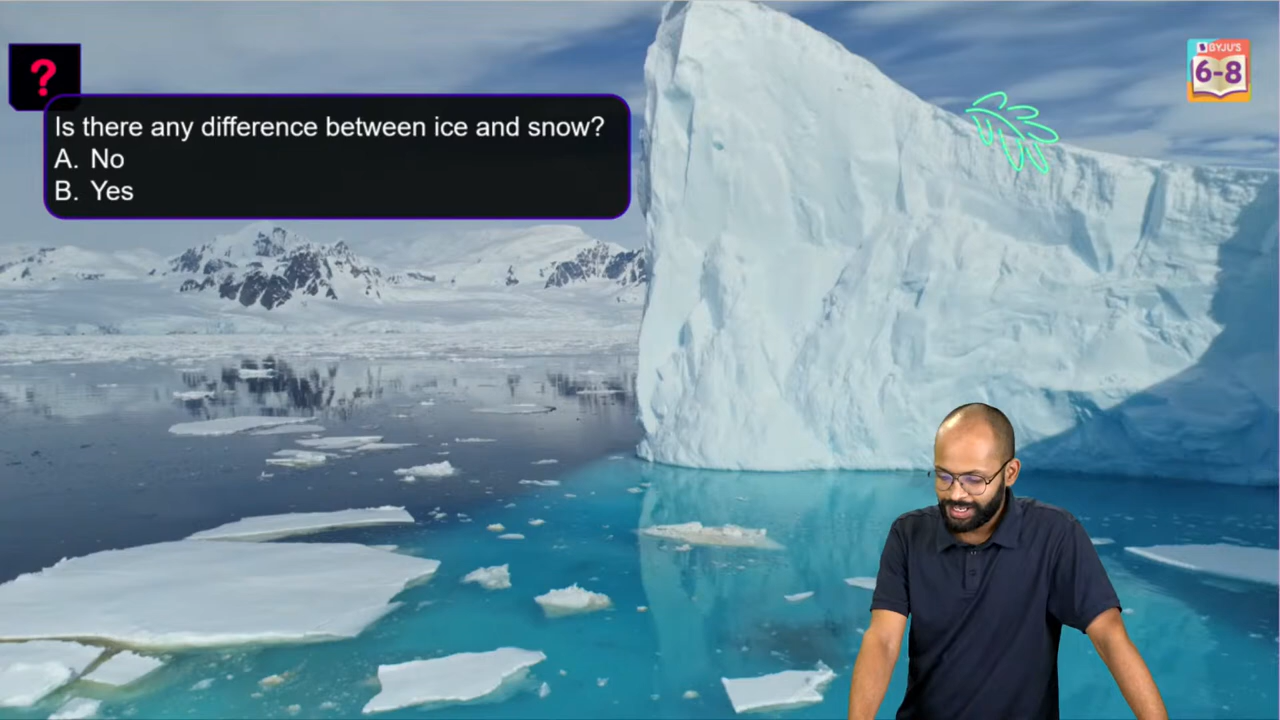 ?
Is there any difference between ice and snow?
A. No
B. Yes
BYJU'S
6-8